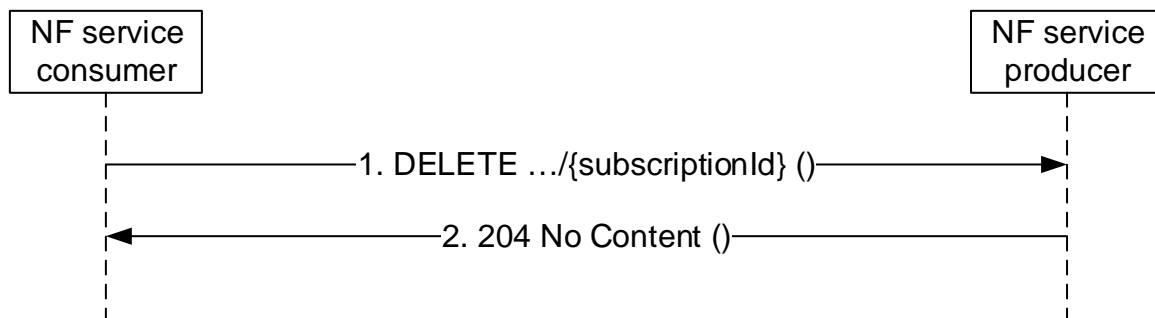 NF service
consumer
NF service
producer
1. DELETE …/{subscriptionId} ()
2. 204 No Content ()